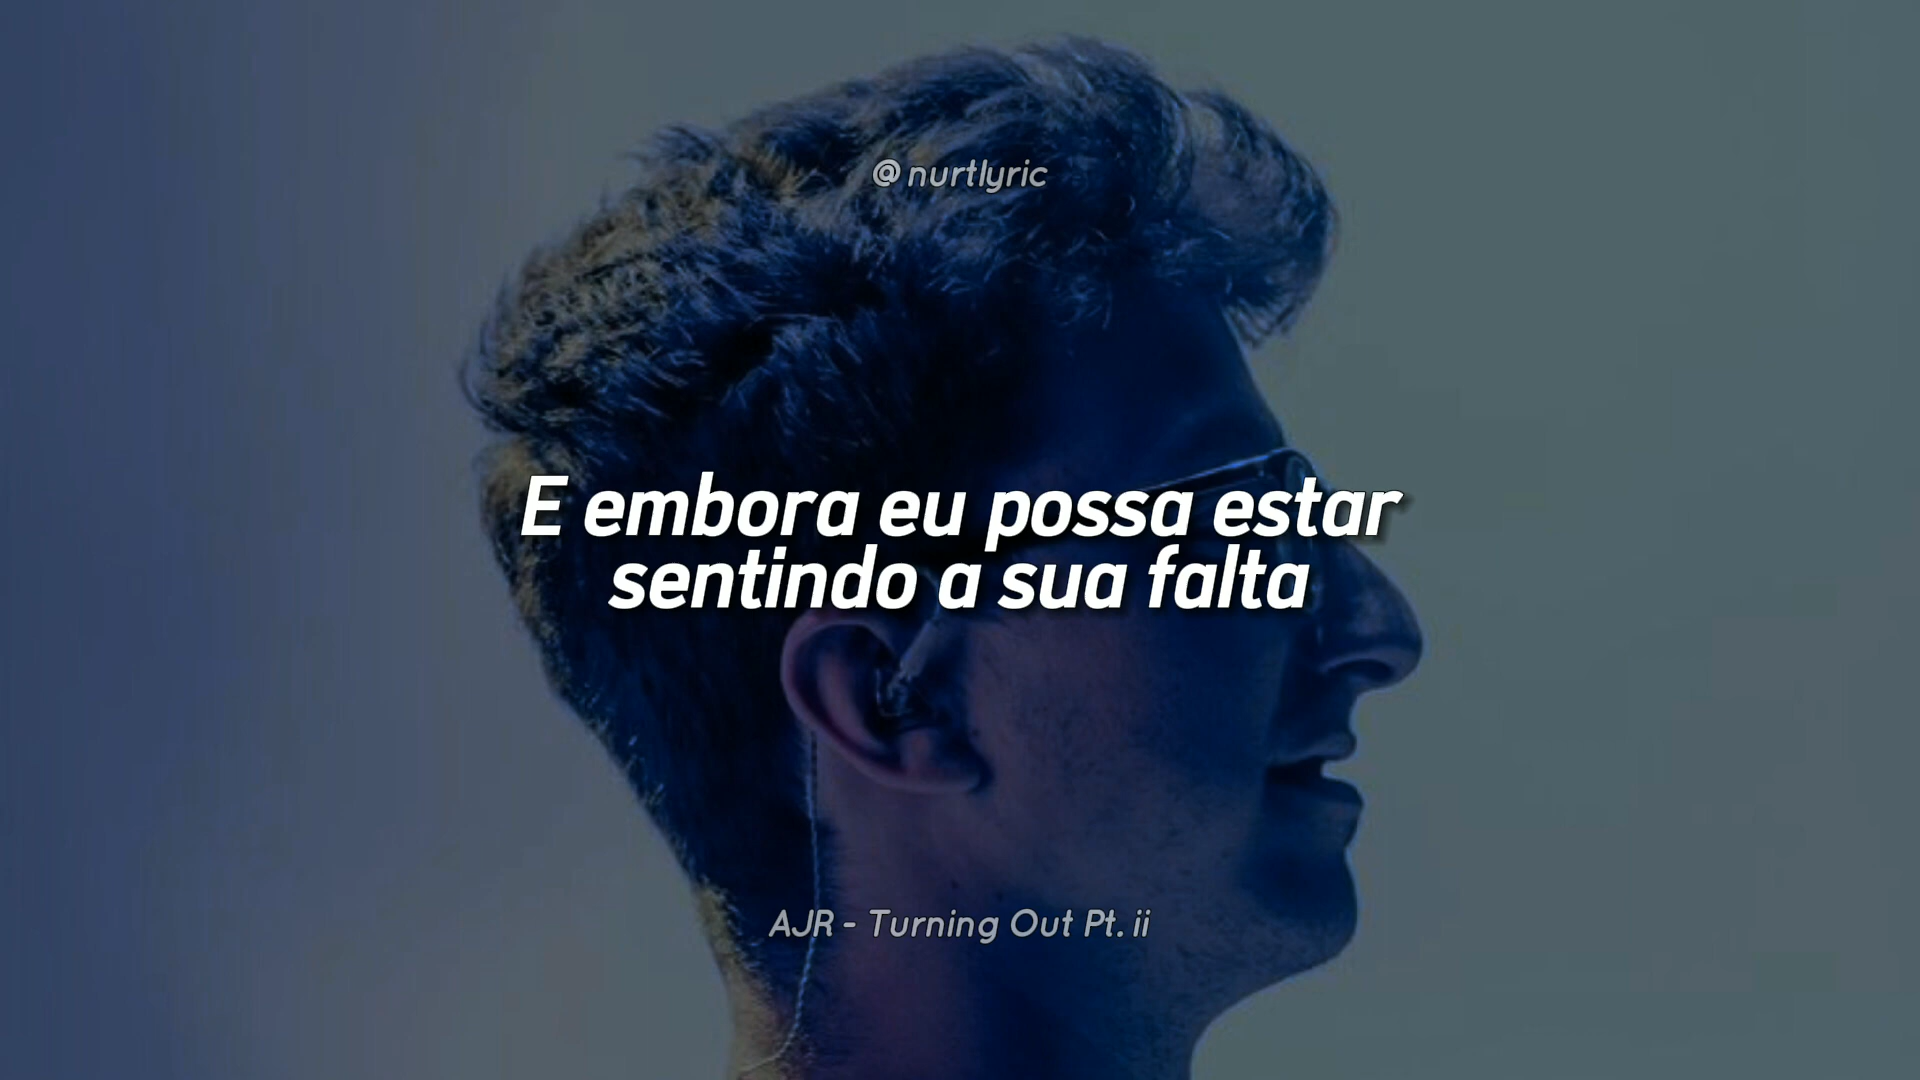 @nurtlyric
E embora eu possa estar
sentindo a sua falta
AJR - Turning Out Pt. ii